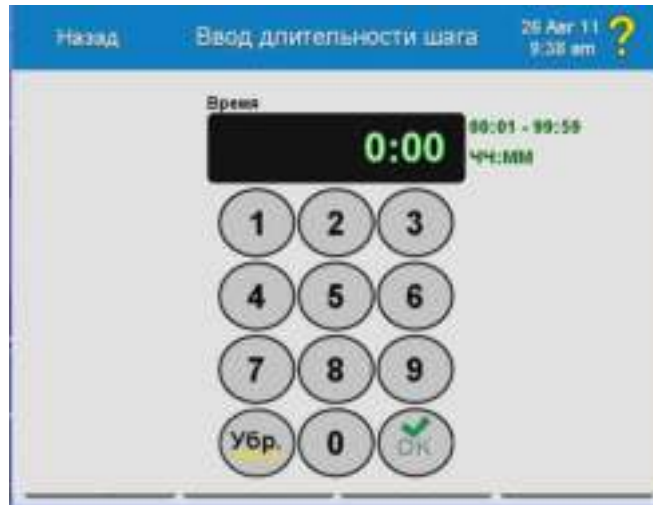 Назад
Ввод длительности шага
26 Авг 11
9:38 am
?
Время
0:00
00:01 - 99:59
ЧЧ:ММ
1 2 3
4 5 6
7 8 9
Убр. 0 OK